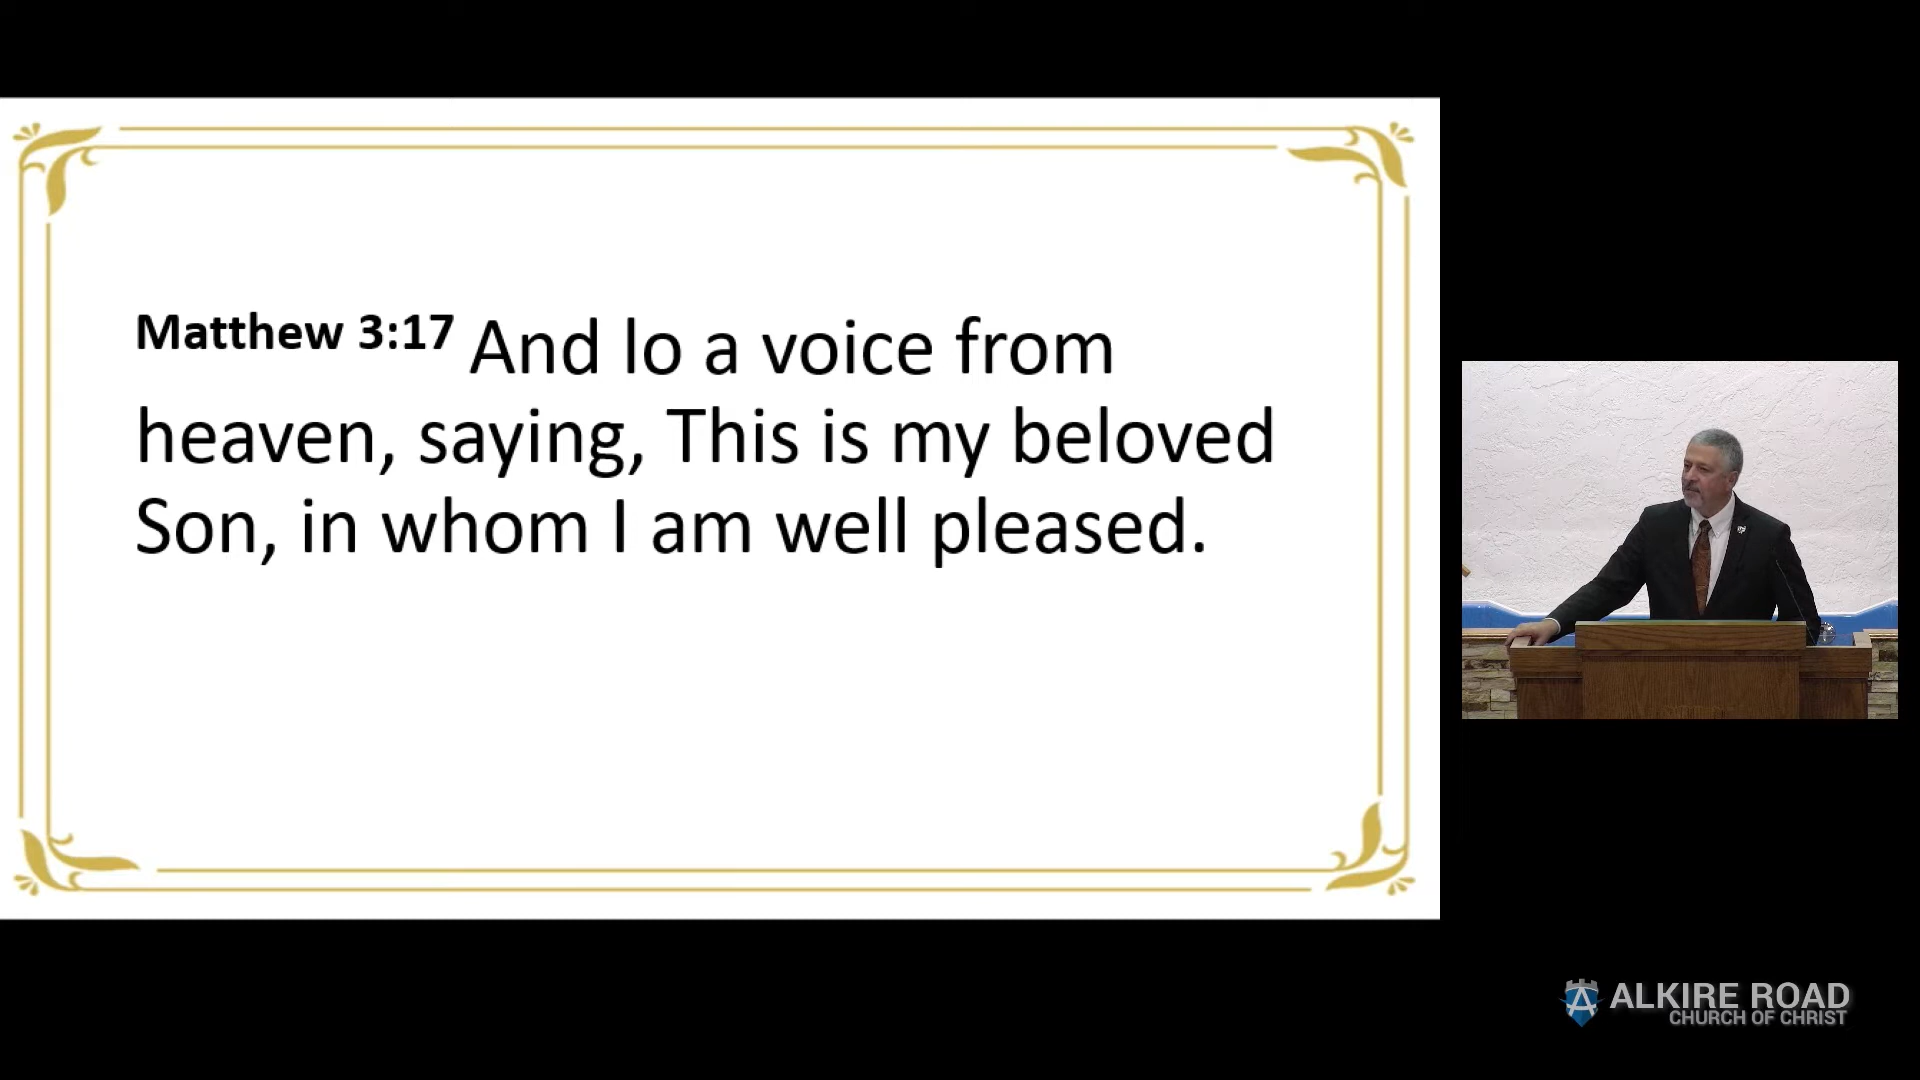 Matthew 3:17 And lo a voice from
heaven, saying, This is my beloved
Son, in whom I am well pleased.
ALKIRE ROAD
CHURCH OF CHRIST